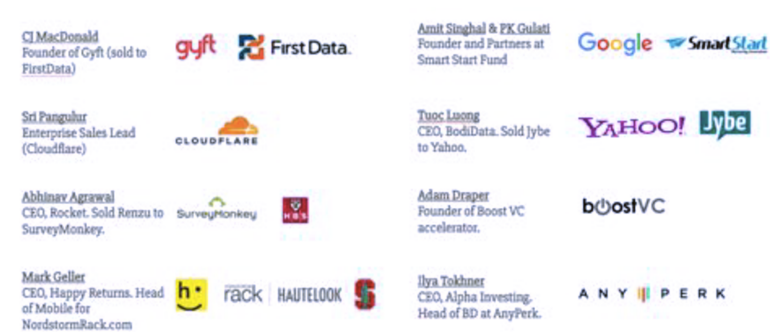 CJ MacDonald
Founder of Gyft (sold to
FirstData)
gyft
First Data.
Sri Pangulur
Enterprise Sales Lead
(Cloudflare)
CLOUDFLARE
Abhinav Agrawal
CEO, Rocket. Sold Renzu to
SurveyMonkey.
SurveyMonkey
HBS
Mark Geller
CEO, Happy Returns. Head
of Mobile for
NordstormRack.com
h
rack
HAUTELOOK
S
Amit Singhal & PK Gulati
Founder and Partners at
Smart Start Fund
Google
SmartStart
Tuoc Luong
CEO, BodiData. Sold Jybe
to Yahoo.
YAHOO!
Jybe
Adam Draper
Founder of Boost VC
accelerator.
boostVC
Ilya Tokhner
CEO, Alpha Investing.
Head of BD at AnyPerk.
ANYPERK